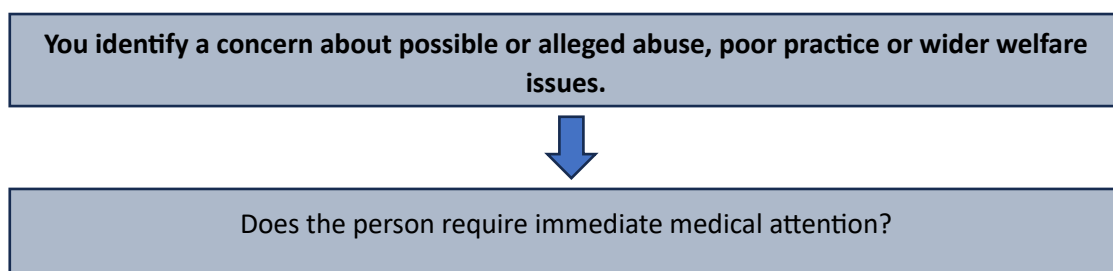 You identify a concern about possible or alleged abuse, poor practice or wider welfare
issues.
Does the person require immediate medical attention?